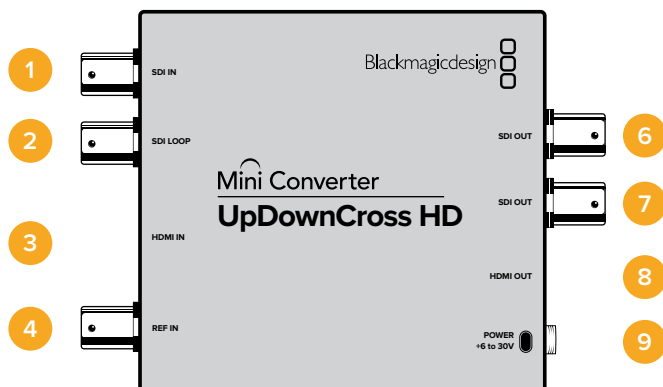 1
SDI IN
Blackmagicdesign
2
SDI LOOP
SDI OUT
6
Mini Converter
UpDownCross HD
SDI OUT
7
3
HDMI IN
HDMI OUT
8
4
REF IN
POWER
+6 to 30V
9